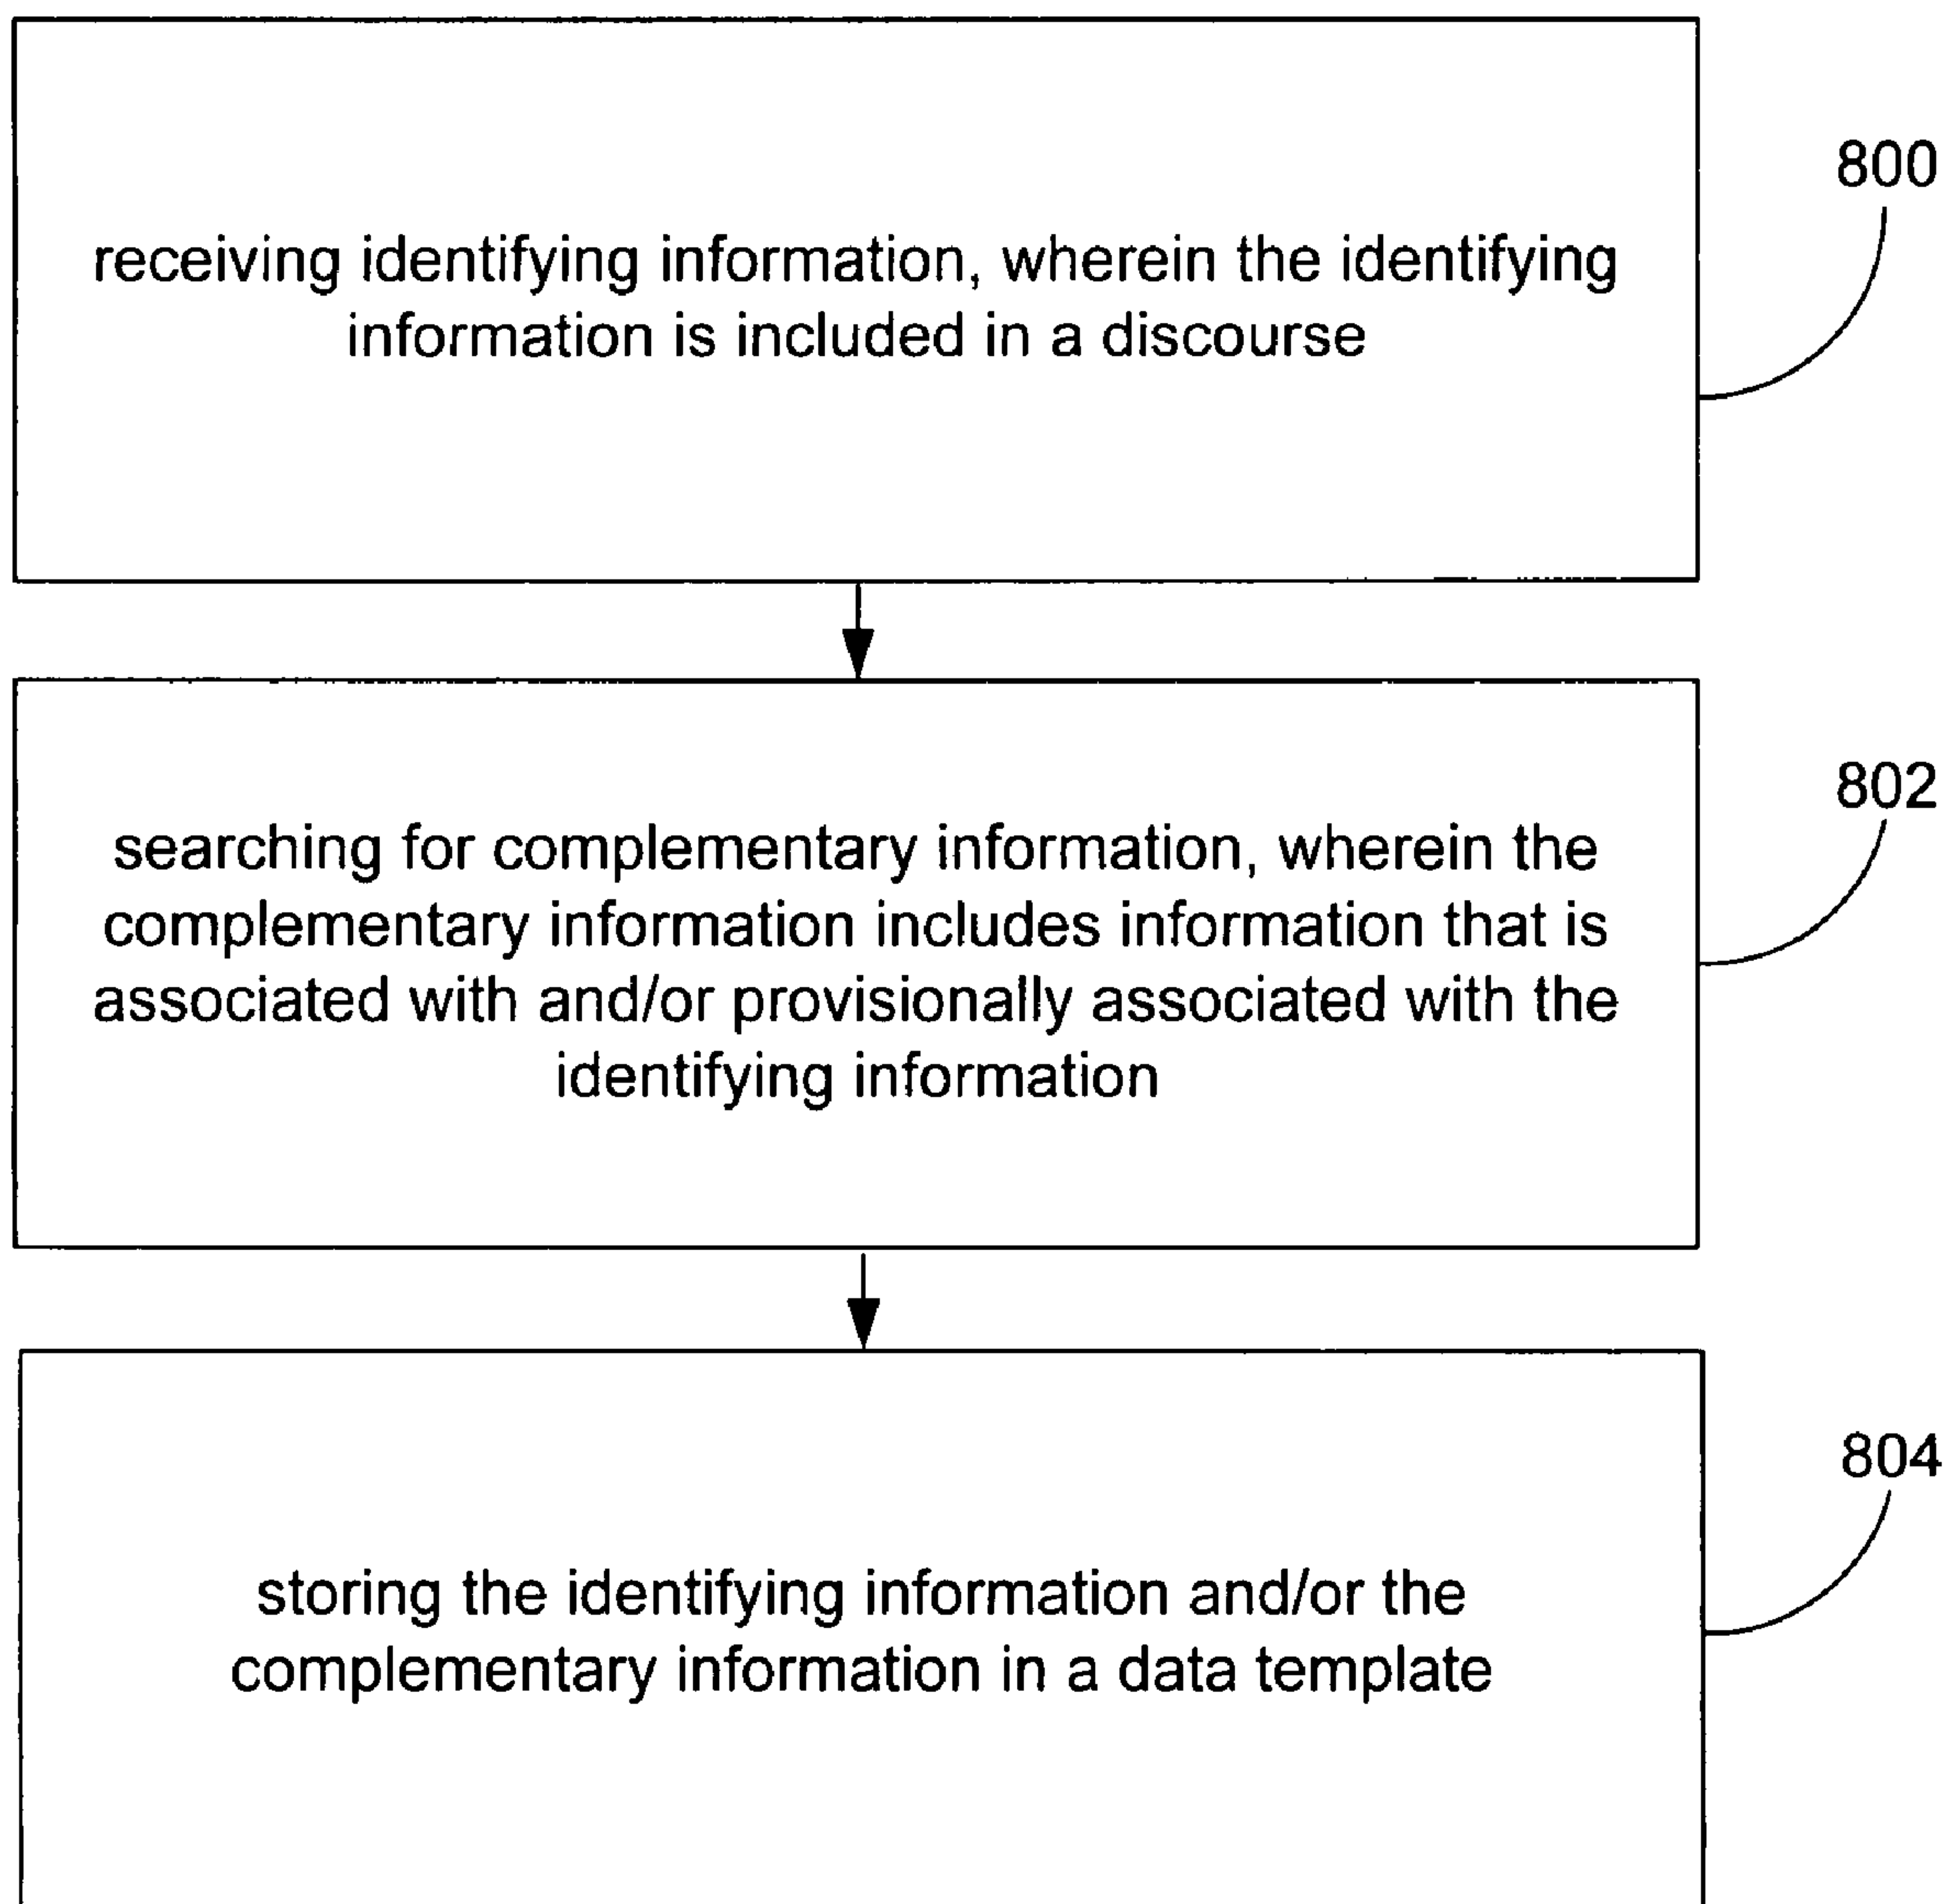 800
receiving identifying information, wherein the identifying
information is included in a discourse
802
searching for complementary information, wherein the
complementary information includes information that is
associated with and/or provisionally associated with the
identifying information
804
storing the identifying information and/or the
complementary information in a data template